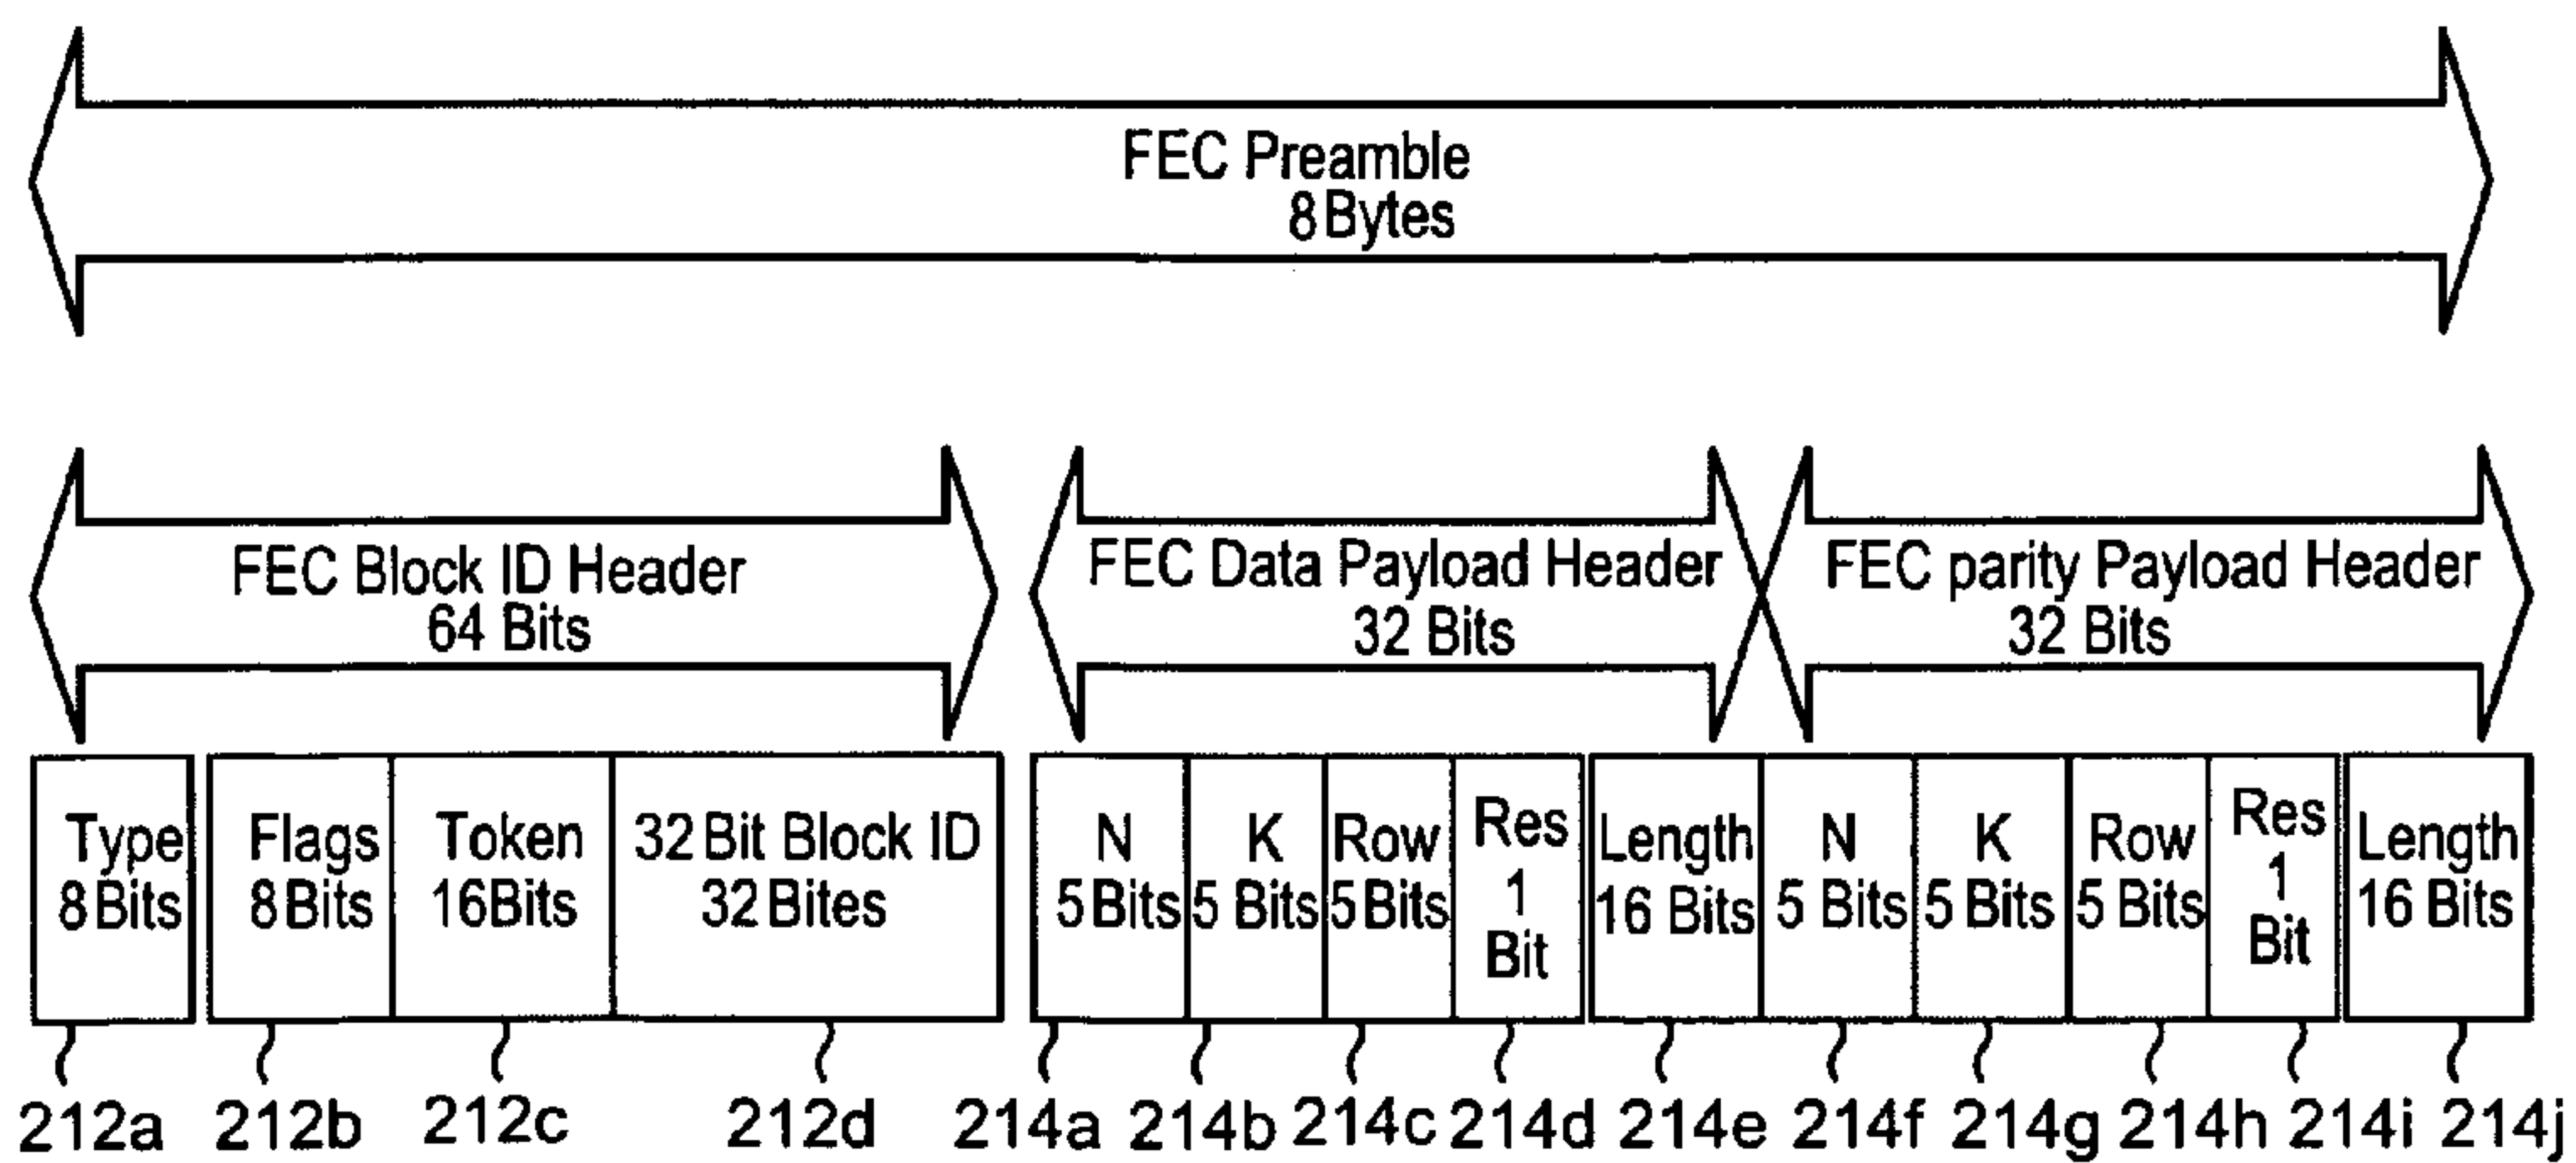 FEC Preamble
8 Bytes
FEC Block ID Header
64 Bits
FEC Data Payload Header
32 Bits
FEC parity Payload Header
32 Bits
Type
8 Bits
Flags
8 Bits
Token
16Bits
32 Bit Block ID
32 Bites
N
5 Bits
K
5 Bits
Row
5 Bits
Res
1
Bit
Length
16 Bits
N
5 Bits
K
5 Bits
Row
5 Bits
Res
1
Bit
Length
16 Bits
212a 212b 212c 212d 214a 214b 214c 214d 214e 214f 214g 214h 214i 214j